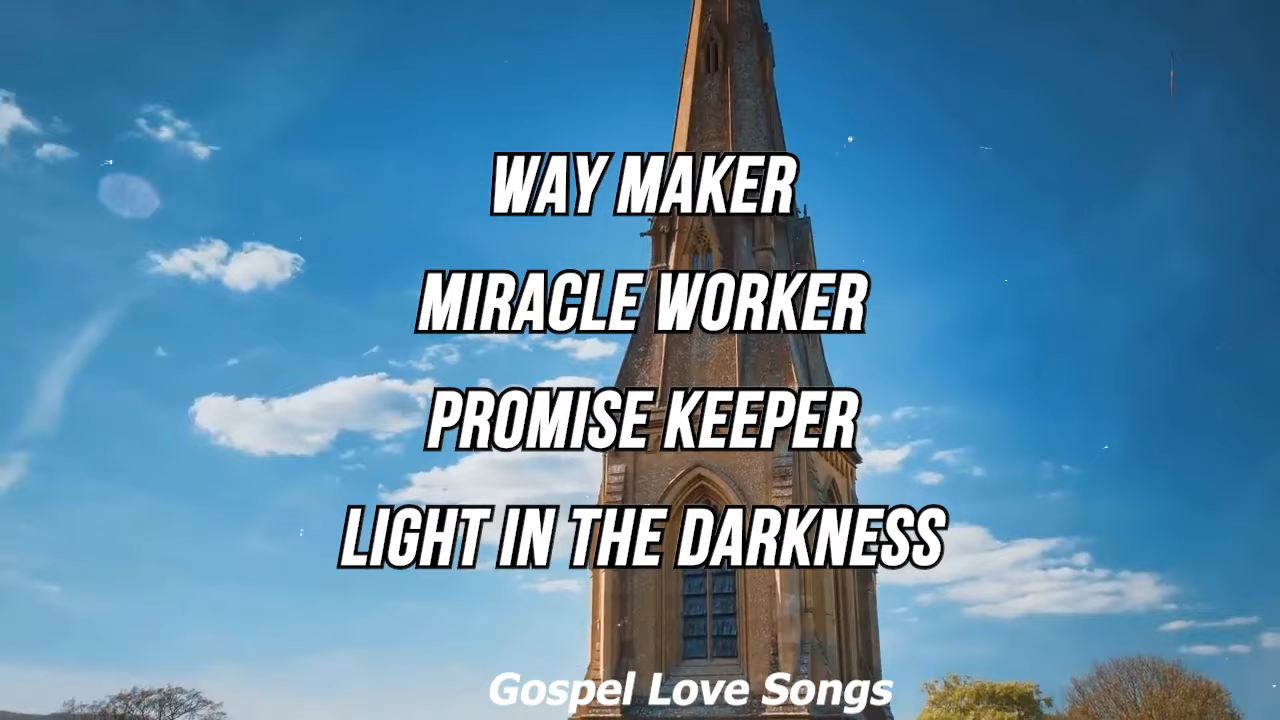 WAY MAKER
MIRACLE WORKER
PROMISE KEEPER
LIGHT IN THE DARKNESS
Gospel Love Songs